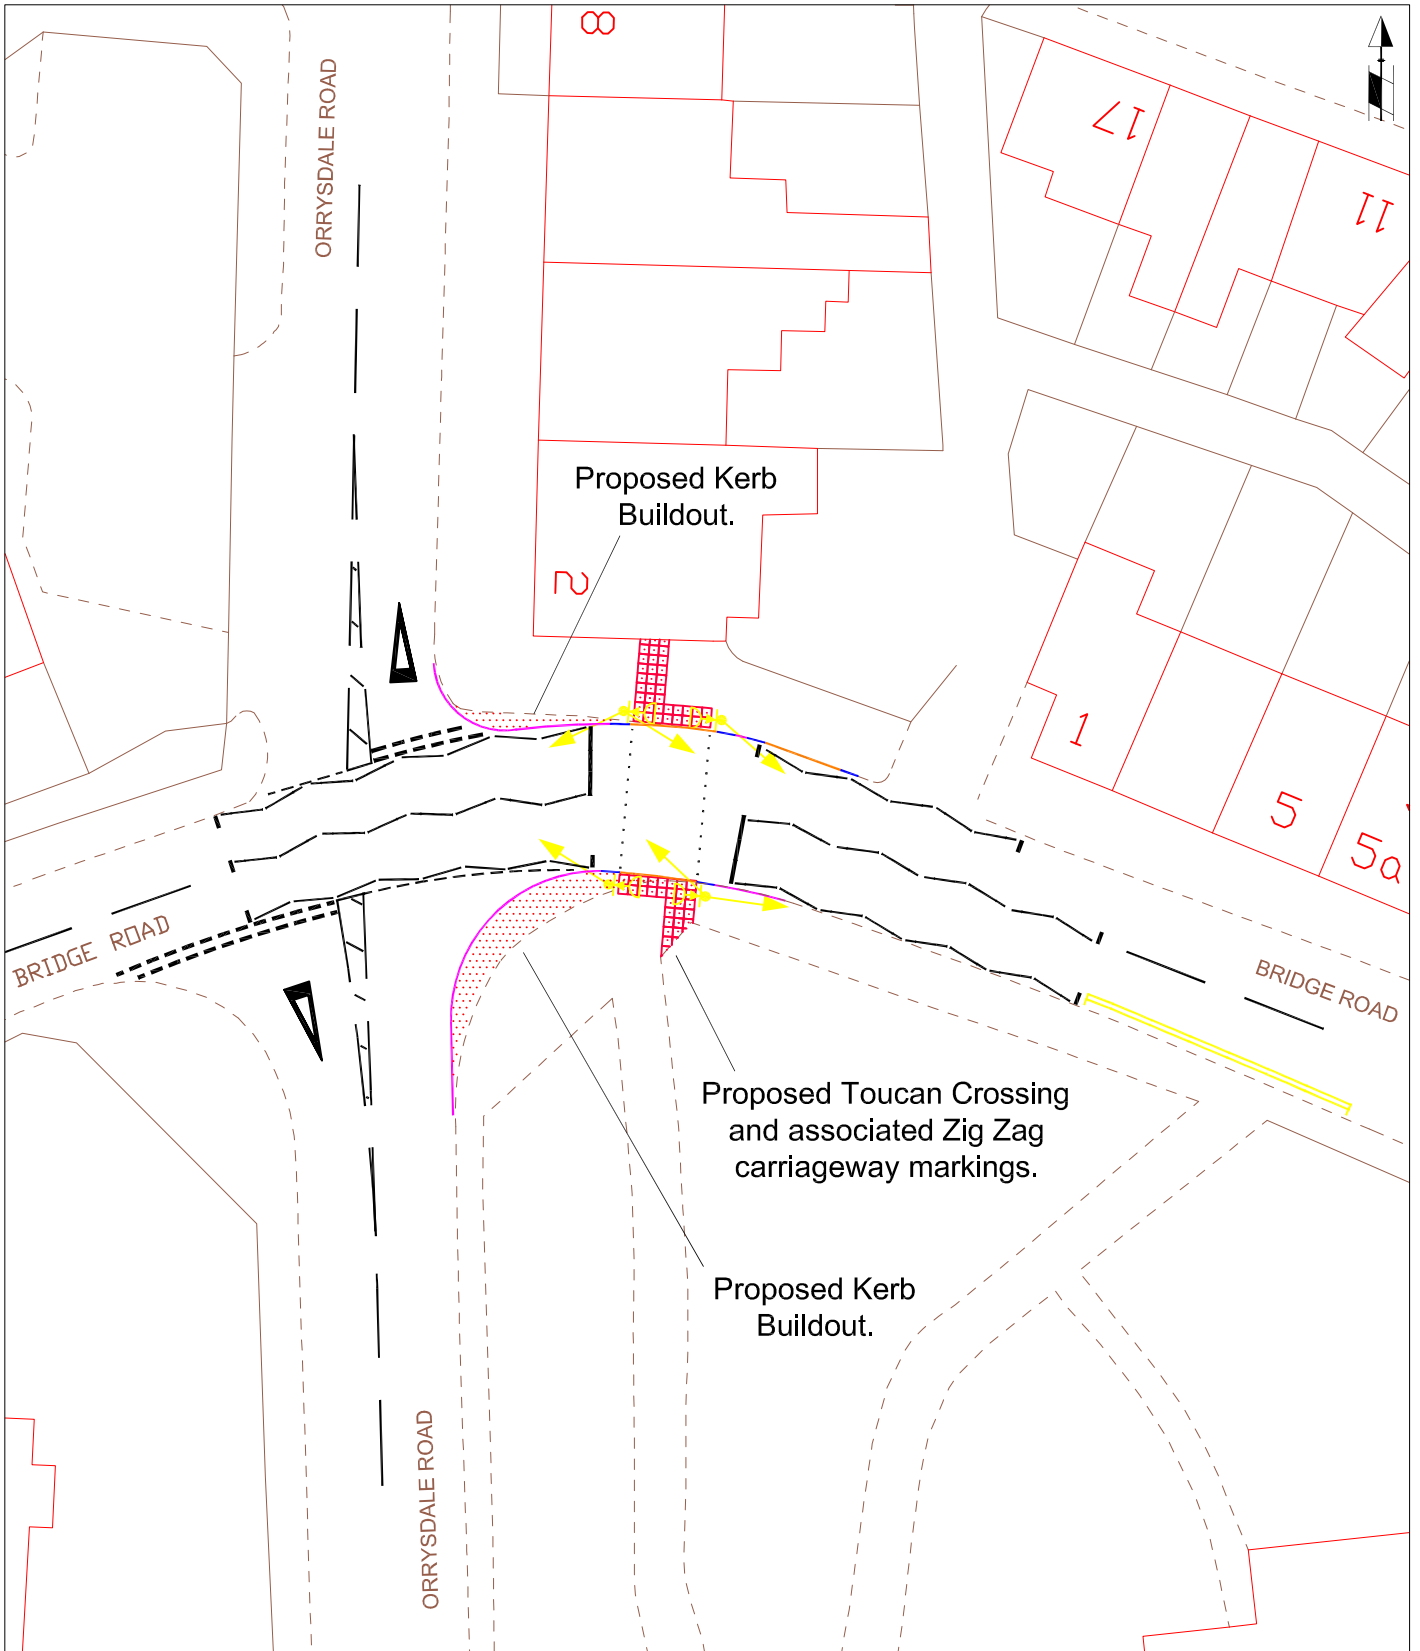 8
ORRYSDALE ROAD
17
11
Proposed Kerb
Buildout.
2
1
5
5a
BRIDGE ROAD
BRIDGE ROAD
Proposed Toucan Crossing
and associated Zig Zag
carriageway markings.
Proposed Kerb
Buildout.
ORRYSDALE ROAD